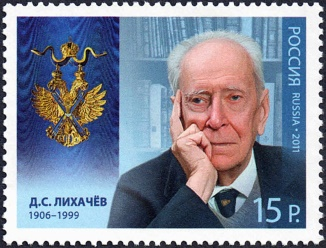 РОССИЯ
RUSSIA • 2011
Д.С. ЛИХАЧЁВ
1906–1999
15 Р.